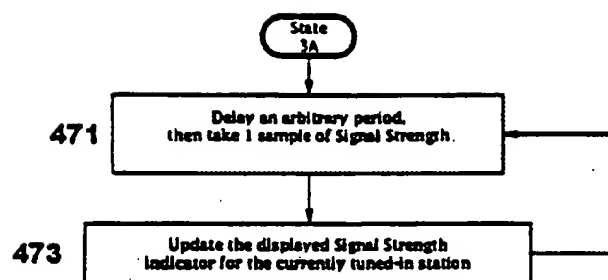 State
3A
Delay an arbitrary period,
471
then take 1 sample of Signal Strength.
473
Update the displayed Signal Strength
Indicator for the currently tuned-in station